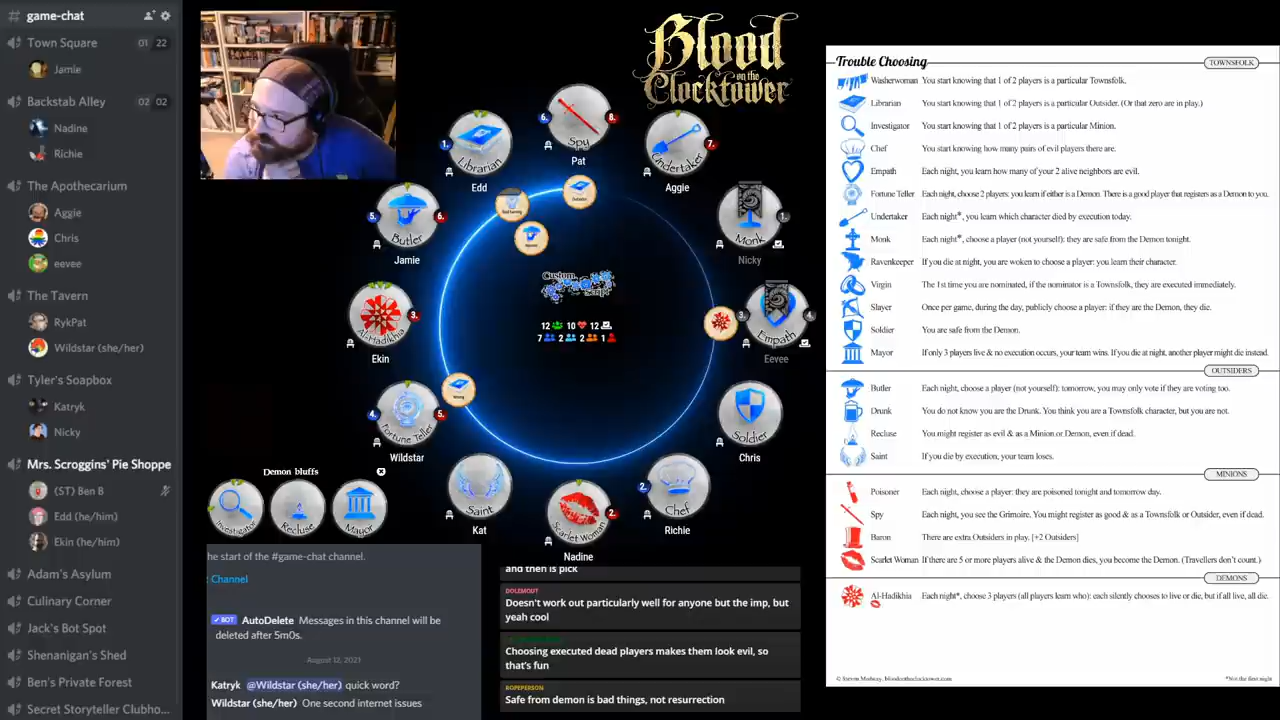 # game-chat
Town Square
01 22
Jamie
Backstab Alley
02 02
Nadine
Richie
The Apothecarium
Aggie
Chris
eevee
The Tavern
RykPat
Wildstar (she/her)
Tyler's Soapbox
Katryk
Nicky
Mrs. Scroggins' Pie Shoppe
(ST) Ben B
Edd (he/him)
Ekin (he/him)
Adam's Asylum
Culinary Corner
Jack's Box
Shenanigan's Shed
Ben's Private Forest
Secret Storyteller Clubho...
Blood
on the
Clocktower
Spy
Pat
Librarian
Edd
Undertaker
Aggie
Butler
Jamie
Monk
Nicky
Al-Hadikhia
Ekin
Empath
Eevee
Custom
12 10 12
7 2 2 2 1
Fortune Teller
Wildstar
Wrong
Soldier
Chris
Saint
Kat
Scarlet Woman
Nadine
Chef
Richie
Demon bluffs
Investigator
Recluse
Mayor
he start of the #game-chat channel.
Channel
BOT AutoDelete Messages in this channel will be
deleted after 5m0s.
August 12, 2021
Katryk @Wildstar (she/her) quick word?
Wildstar (she/her) One second internet issues
and then is pick
DOLEMOUT
Doesn't work out particularly well for anyone but the imp, but
yeah cool
Choosing executed dead players makes them look evil, so
that's fun
ROPEPERSON
Safe from demon is bad things, not resurrection
Trouble Choosing
TOWNSFOLK
Washerwoman You start knowing that 1 of 2 players is a particular Townsfolk.
Librarian You start knowing that 1 of 2 players is a particular Outsider. (Or that zero are in play.)
Investigator You start knowing that 1 of 2 players is a particular Minion.
Chef You start knowing how many pairs of evil players there are.
Empath Each night, you learn how many of your 2 alive neighbors are evil.
Fortune Teller Each night, choose 2 players: you learn if either is a Demon. There is a good player that registers as a Demon to you.
Undertaker Each night*, you learn which character died by execution today.
Monk Each night*, choose a player (not yourself): they are safe from the Demon tonight.
Ravenkeeper If you die at night, you are woken to choose a player: you learn their character.
Virgin The 1st time you are nominated, if the nominator is a Townsfolk, they are executed immediately.
Slayer Once per game, during the day, publicly choose a player: if they are the Demon, they die.
Soldier You are safe from the Demon.
Mayor If only 3 players live & no execution occurs, your team wins. If you die at night, another player might die instead.
OUTSIDERS
Butler Each night, choose a player (not yourself): tomorrow, you may only vote if they are voting too.
Drunk You do not know you are the Drunk. You think you are a Townsfolk character, but you are not.
Recluse You might register as evil & as a Minion or Demon, even if dead.
Saint If you die by execution, your team loses.
MINIONS
Poisoner Each night, choose a player: they are poisoned tonight and tomorrow day.
Spy Each night, you see the Grimoire. You might register as good & as a Townsfolk or Outsider, even if dead.
Baron There are extra Outsiders in play. [+2 Outsiders]
Scarlet Woman If there are 5 or more players alive & the Demon dies, you become the Demon. (Travellers don't count.)
DEMONS
Al-Hadikhia Each night*, choose 3 players (all players learn who): each silently chooses to live or die, but if all live, all die.
© Steven Medway, bloodontheclocktower.com
*Not the first night